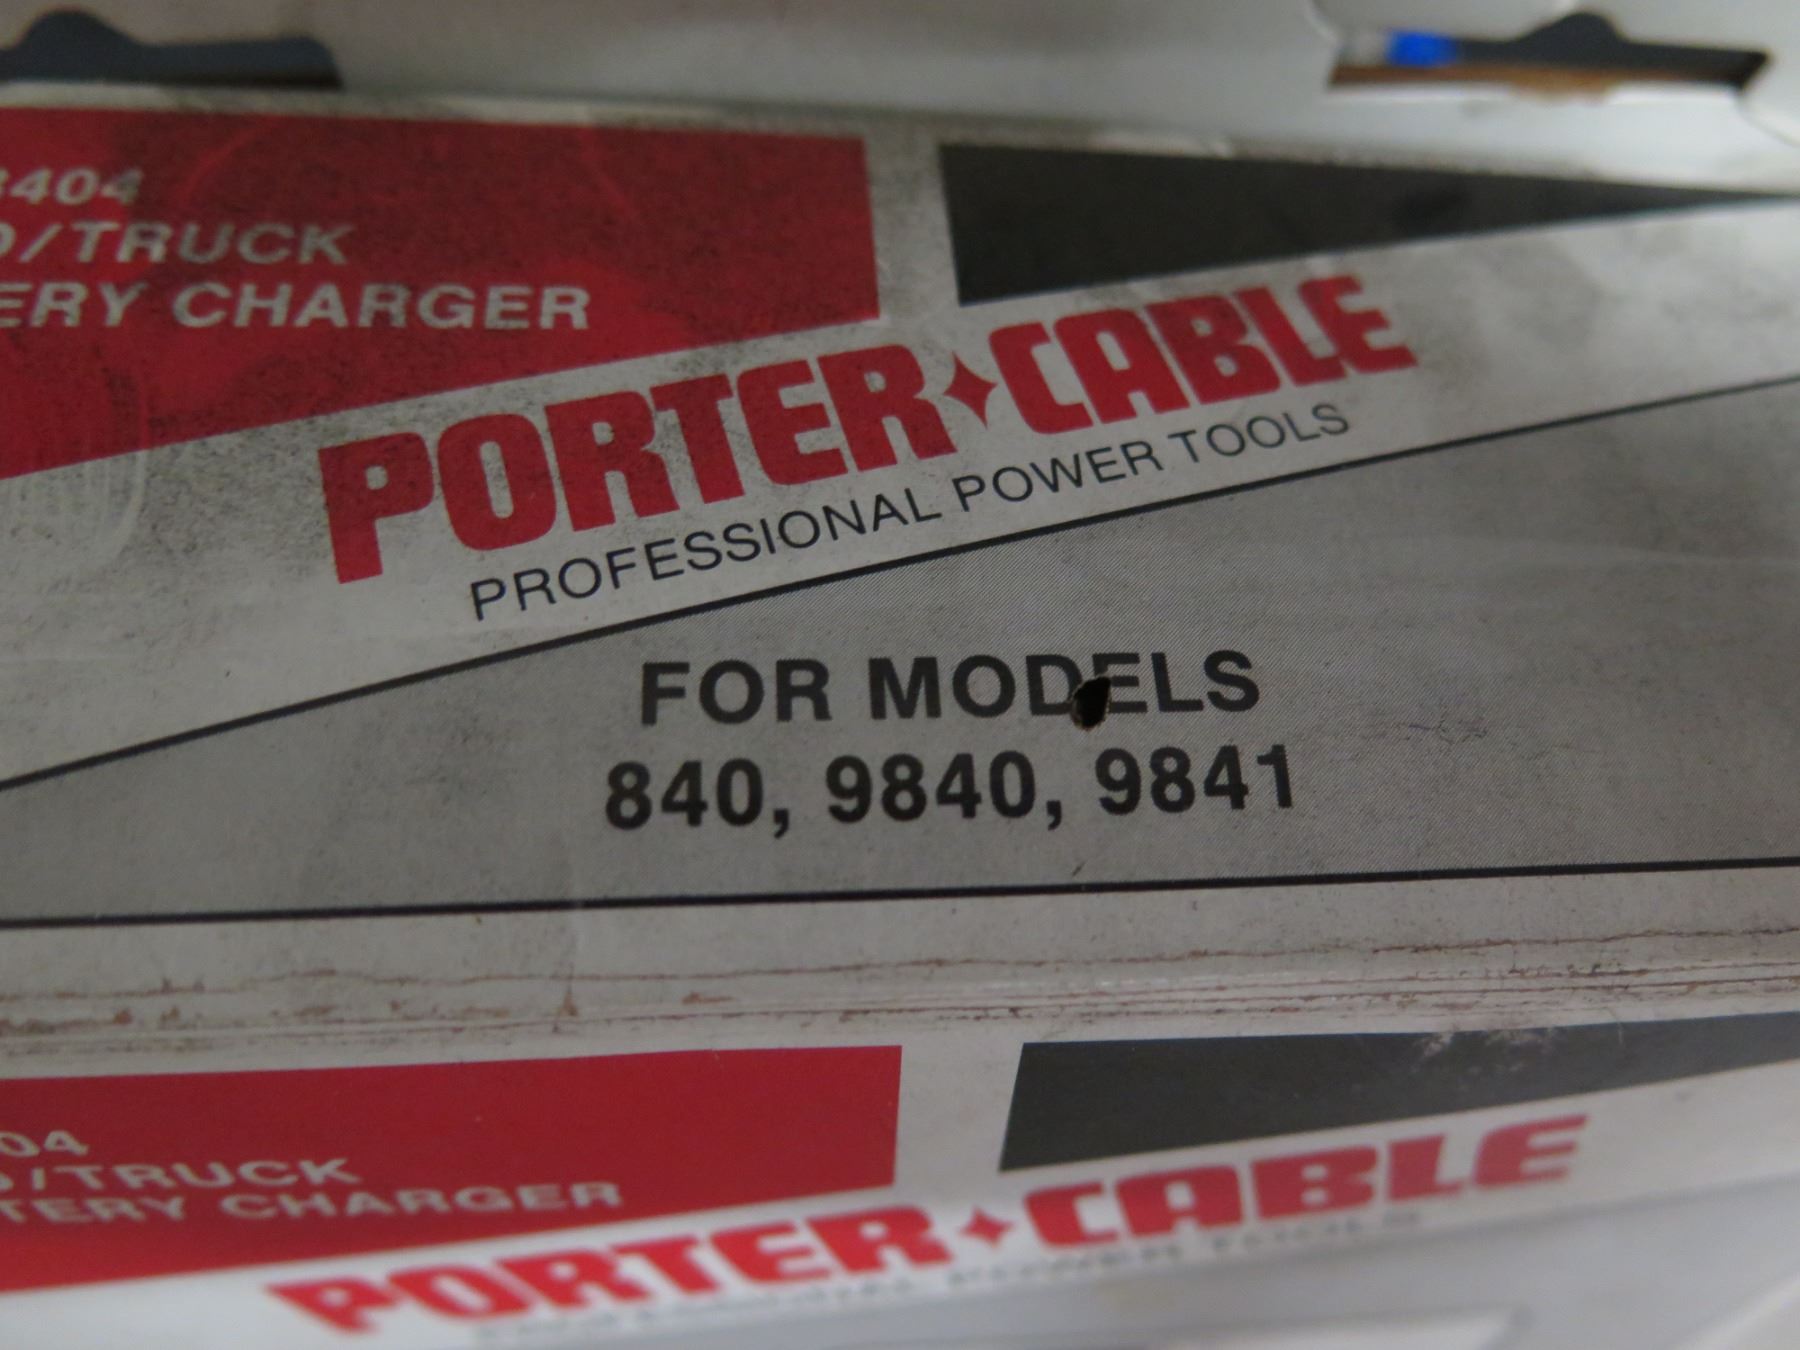 404
/TRUCK
ERY CHARGER
PORTER CABLE
PROFESSIONAL POWER TOOLS
FOR MODELS
840, 9840, 9841
04
/TRUCK
TERY CHARGER
PORTER CABLE